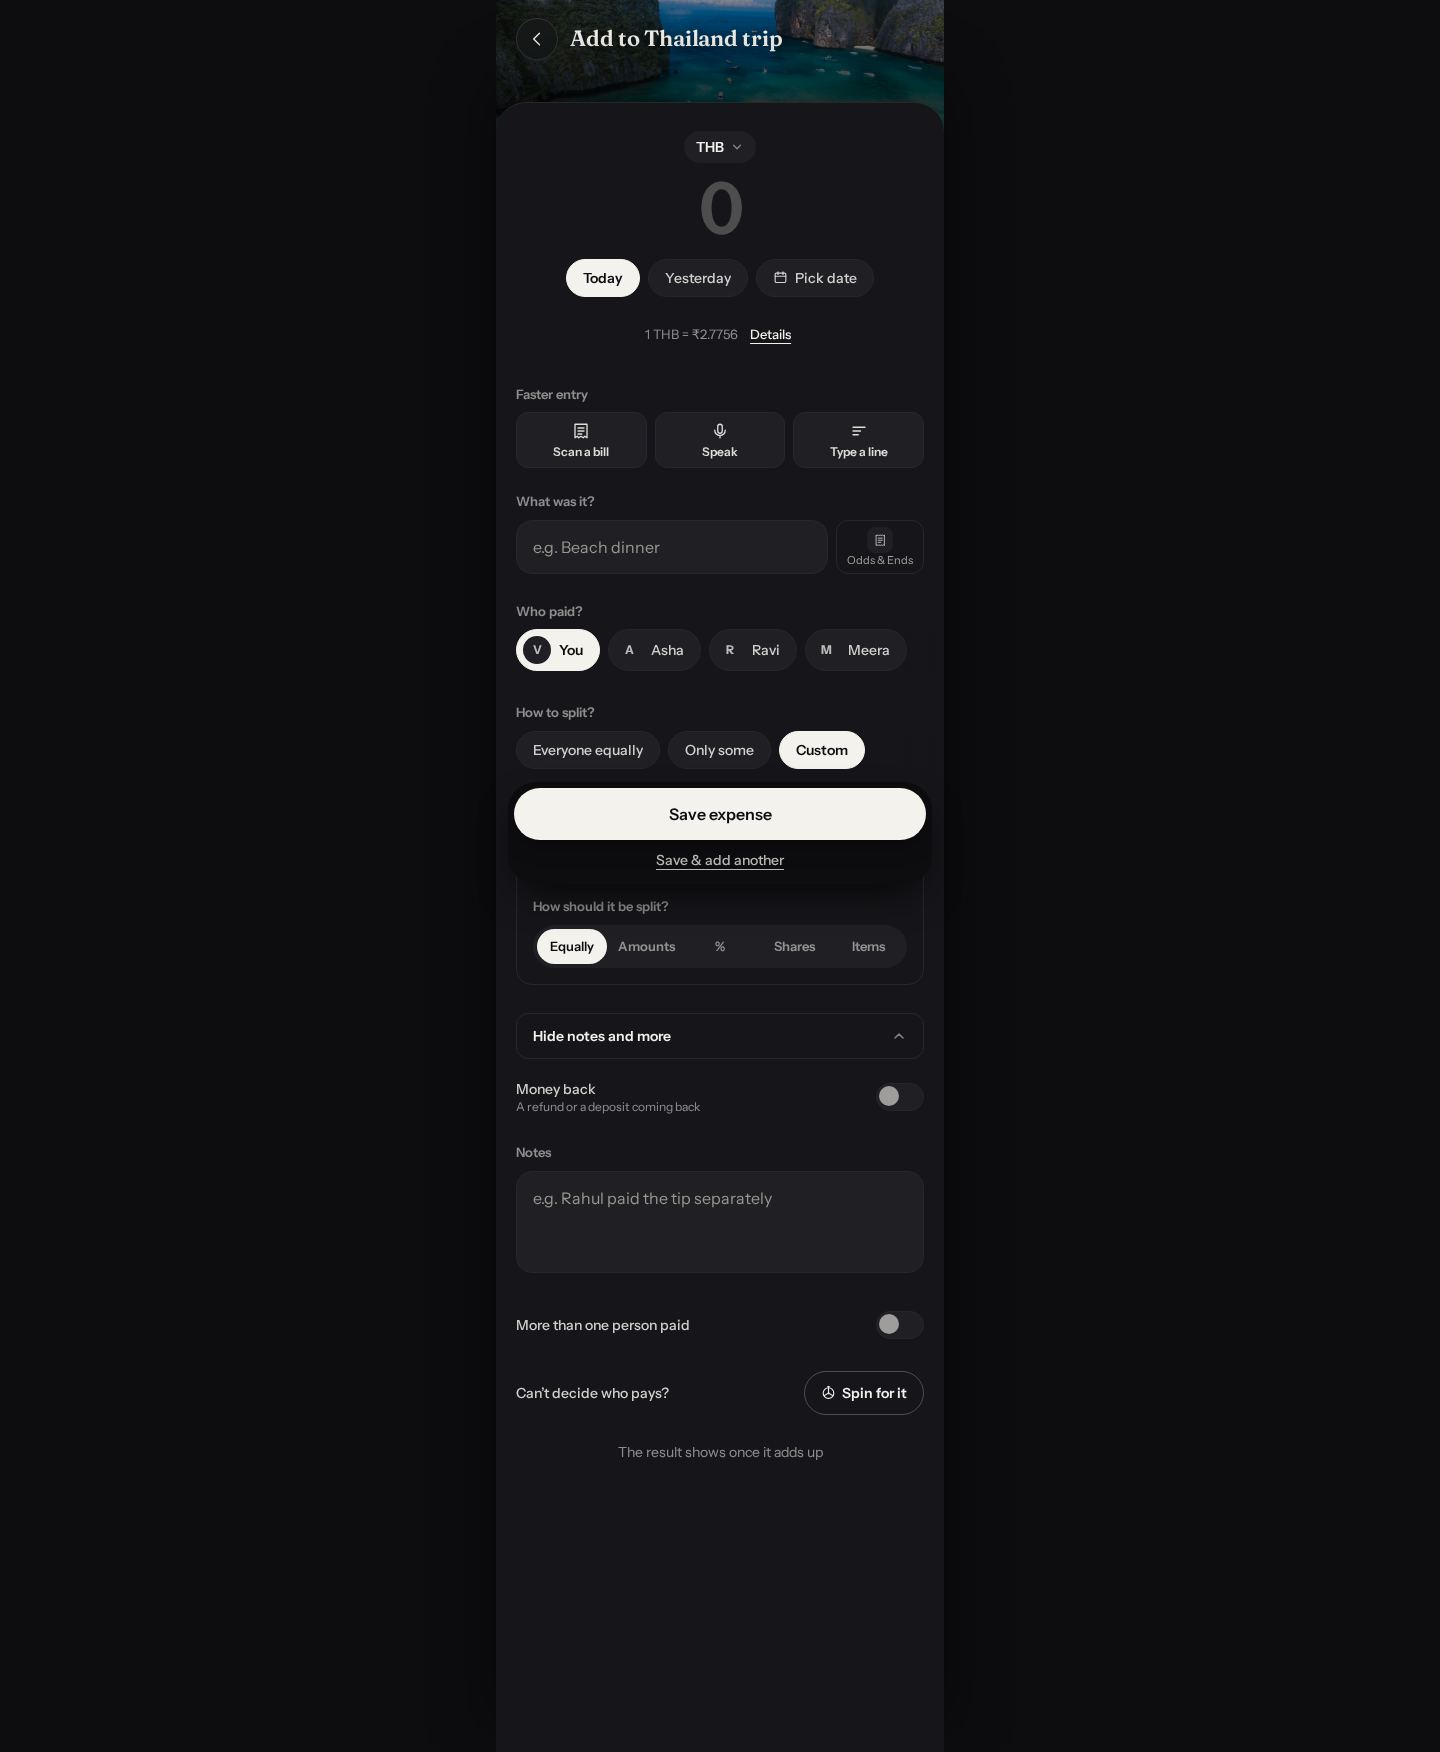 Add to Thailand trip
THB
0
Today Yesterday Pick date
1 THB = ₹2.7756 Details
Faster entry
Scan a bill Speak Type a line
What was it?
e.g. Beach dinner
Odds & Ends
Who paid?
V You A Asha R Ravi M Meera
How to split?
Everyone equally Only some Custom
Save expense
Save & add another
How should it be split?
Equally Amounts % Shares Items
Hide notes and more
Money back
A refund or a deposit coming back
Notes
e.g. Rahul paid the tip separately
More than one person paid
Can't decide who pays? Spin for it
The result shows once it adds up